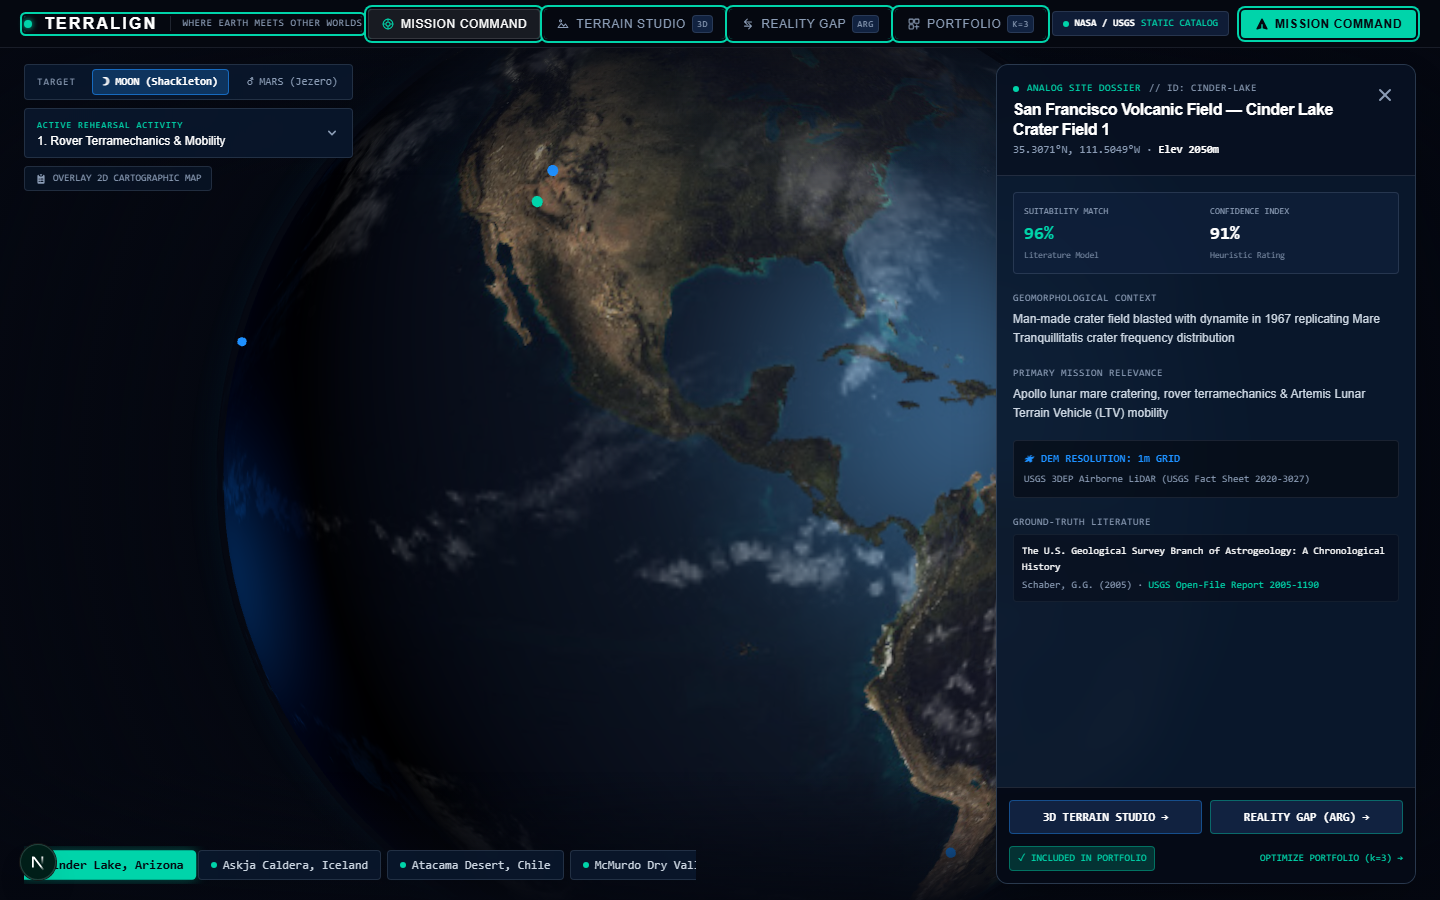 TERRALIGN
WHERE EARTH MEETS OTHER WORLDS
MISSION COMMAND
TERRAIN STUDIO 3D
REALITY GAP ARG
PORTFOLIO K=3
NASA / USGS STATIC CATALOG
MISSION COMMAND
TARGET
MOON (Shackleton)
MARS (Jezero)
ACTIVE REHEARSAL ACTIVITY
1. Rover Terramechanics & Mobility
OVERLAY 2D CARTOGRAPHIC MAP
ANALOG SITE DOSSIER // ID: CINDER-LAKE
San Francisco Volcanic Field — Cinder Lake
Crater Field 1
35.3071°N, 111.5049°W · Elev 2050m
SUITABILITY MATCH
96%
Literature Model
CONFIDENCE INDEX
91%
Heuristic Rating
GEOMORPHOLOGICAL CONTEXT
Man-made crater field blasted with dynamite in 1967 replicating Mare
Tranquillitatis crater frequency distribution
PRIMARY MISSION RELEVANCE
Apollo lunar mare cratering, rover terramechanics & Artemis Lunar
Terrain Vehicle (LTV) mobility
DEM RESOLUTION: 1m GRID
USGS 3DEP Airborne LiDAR (USGS Fact Sheet 2020-3027)
GROUND-TRUTH LITERATURE
The U.S. Geological Survey Branch of Astrogeology: A Chronological
History
Schaber, G.G. (2005) · USGS Open-File Report 2005-1190
3D TERRAIN STUDIO →
REALITY GAP (ARG) →
✓ INCLUDED IN PORTFOLIO
OPTIMIZE PORTFOLIO (k=3) →
N
inder Lake, Arizona
Askja Caldera, Iceland
Atacama Desert, Chile
McMurdo Dry Val